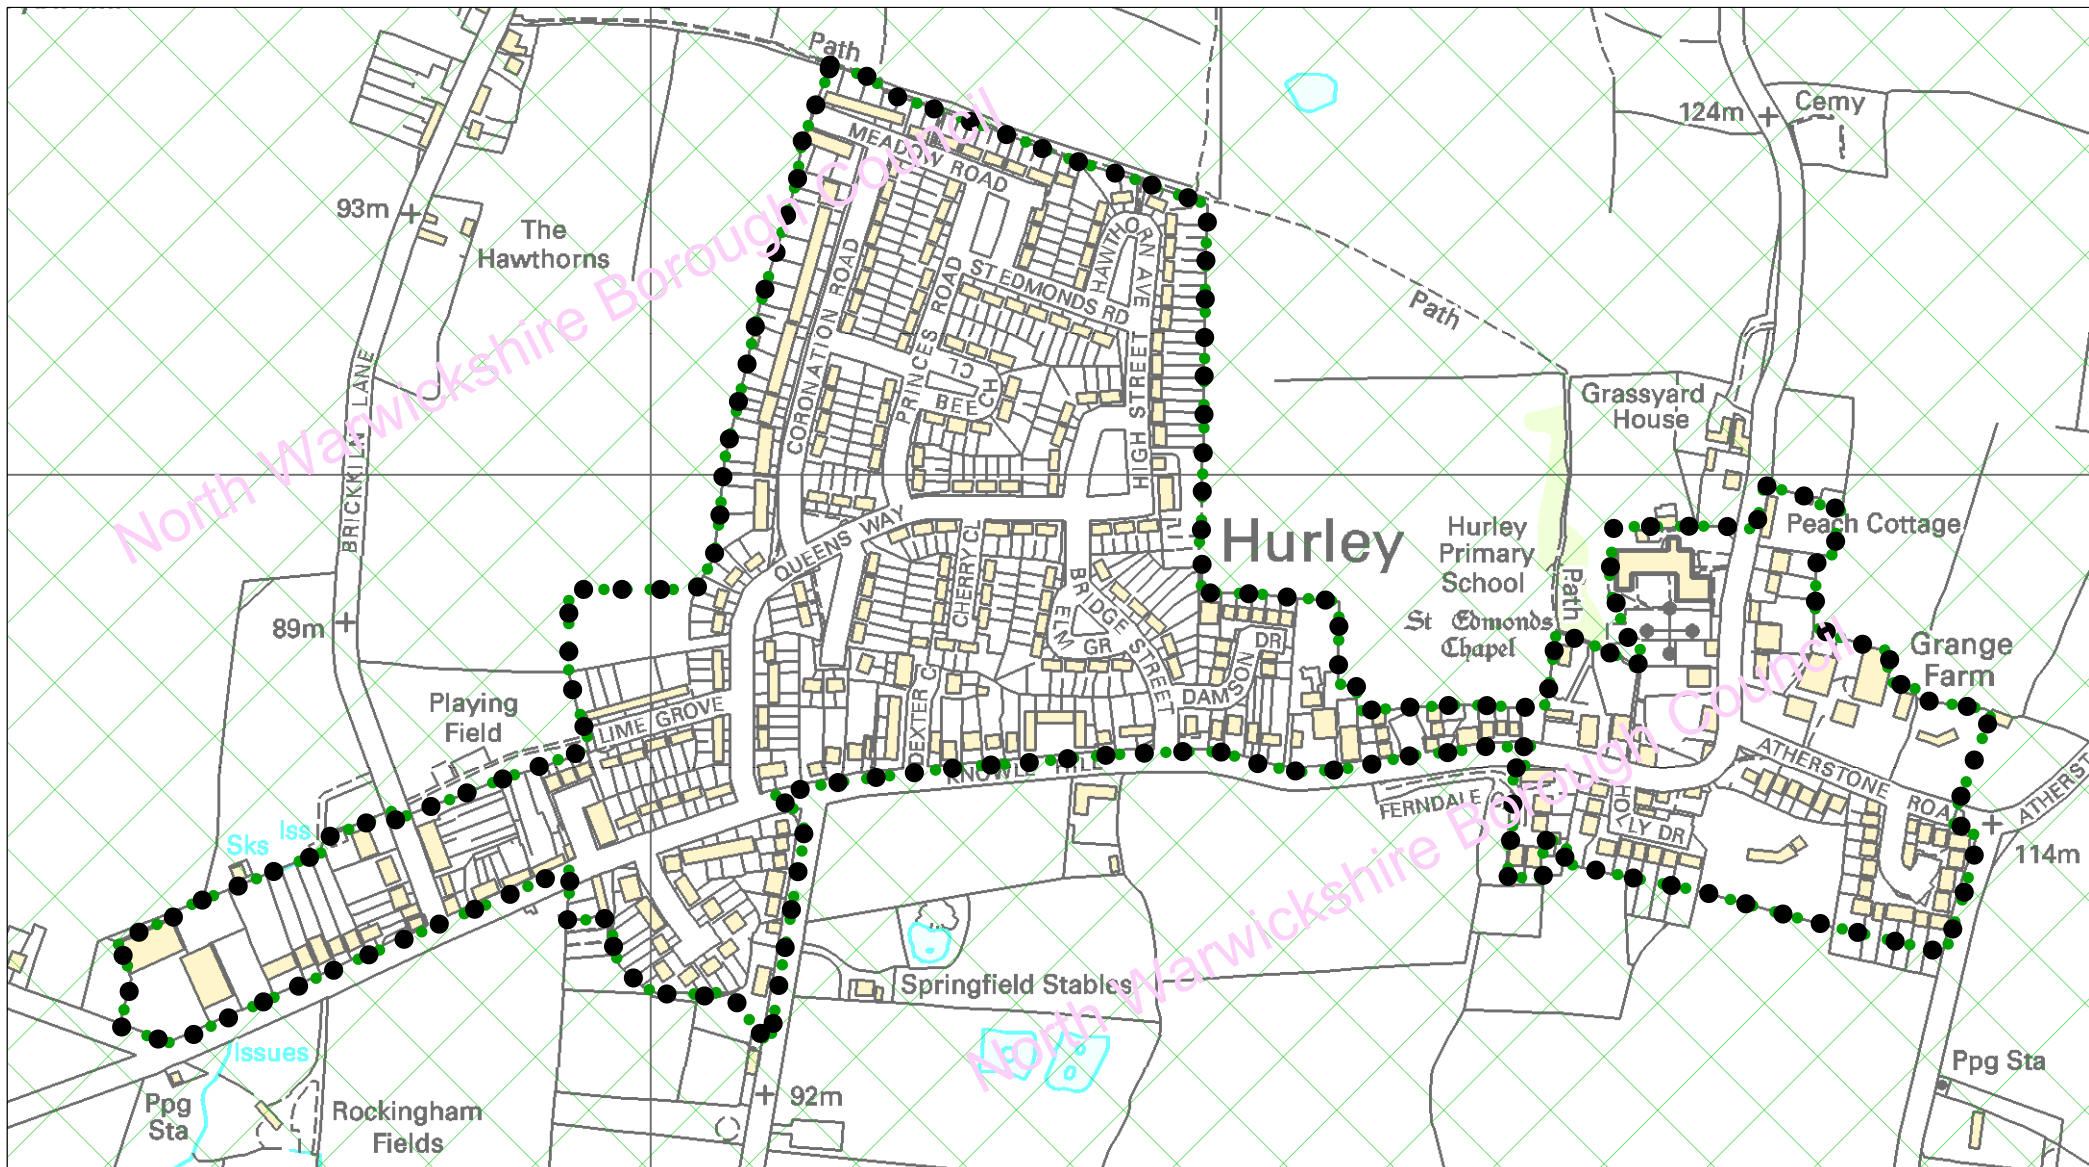 Path
124m
Cemy
MEADOW ROAD
93m
The
Hawthorns
HAWTHORN AVE
ST EDMONDS RD
Path
CORONATION ROAD
PRINCES ROAD
BEECH CL
HIGH STREET
BRICKKILN LANE
Grassyard
House
North Warwickshire Borough Council
QUEENS WAY
CHERRY CL
Hurley
Hurley
Primary
School
Peach Cottage
Path
St Edmonds
Chapel
ELM GR
BRIDGE STREET
89m
DAMSON DR
Grange
Farm
Playing
Field
LIME GROVE
EXTER C
KNOWLE HILL
ATHERSTONE ROA
ATHERST
FERNDALE
HOLLY DR
Sks
Iss
114m
North Warwickshire Borough Council
Springfield Stables
Issues
Ppg
Sta
Rockingham
Fields
92m
Ppg Sta